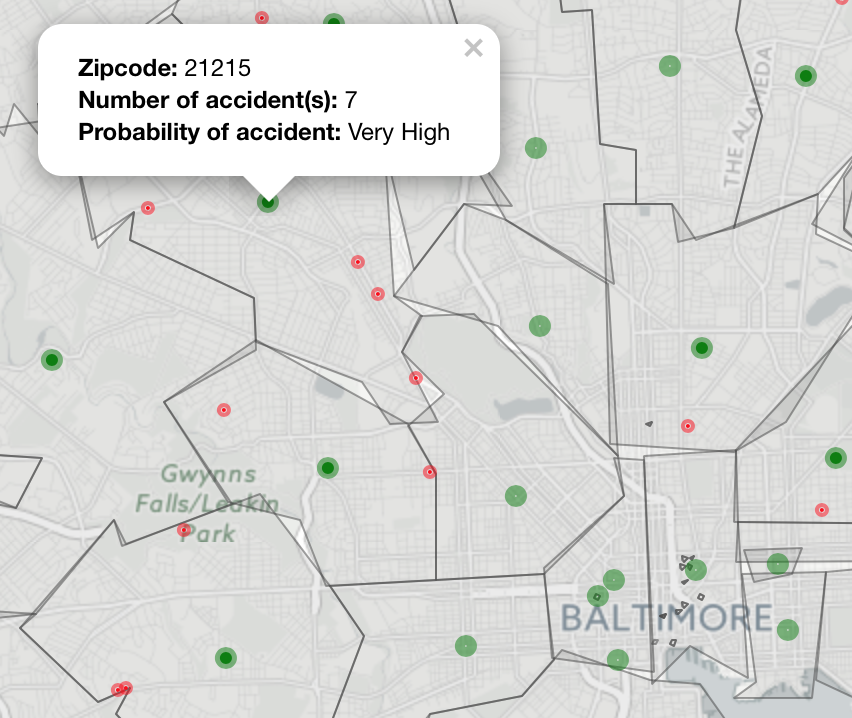 ×
Zipcode: 21215
Number of accident(s): 7
Probability of accident: Very High
THE ALAMEDA
Gwynns
Falls/Leakin
Park
BALTIMORE